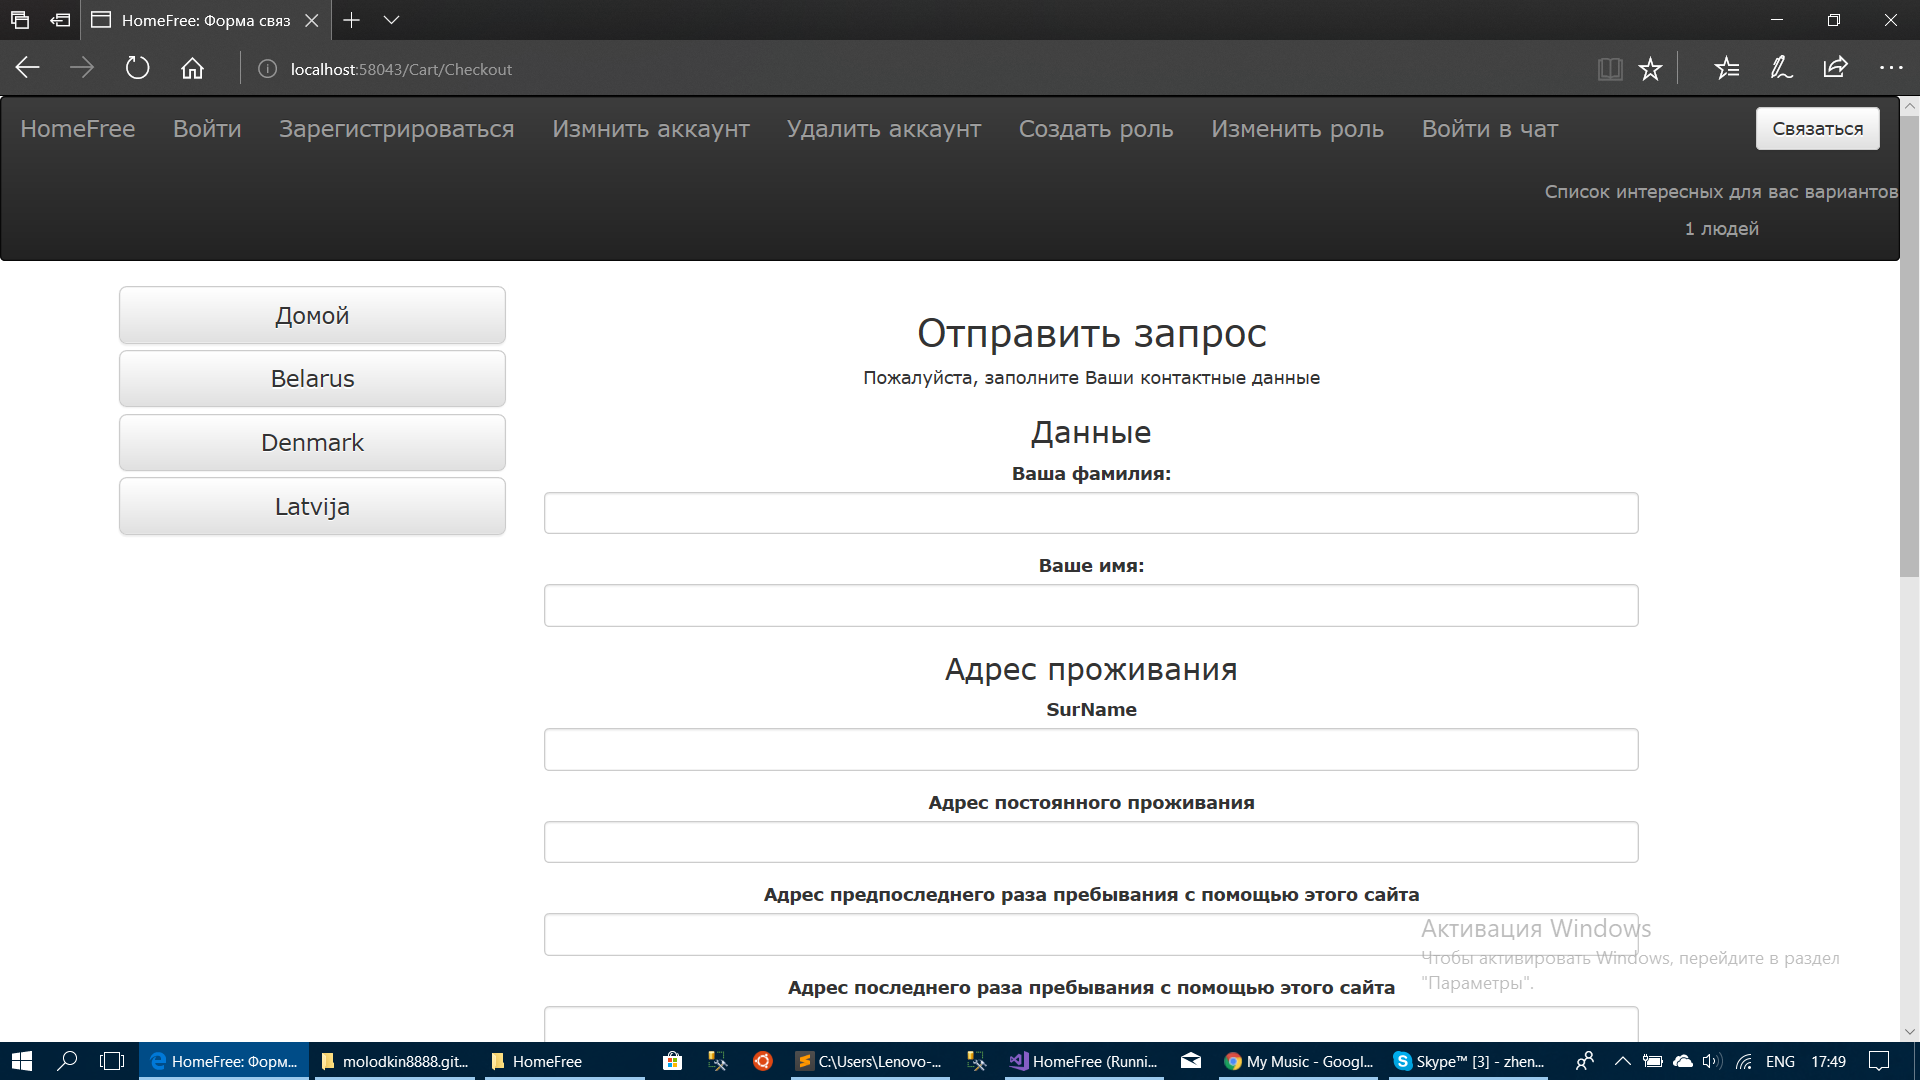 HomeFree: Форма связ
localhost:58043/Cart/Checkout
HomeFree Войти Зарегистрироваться Измнить аккаунт Удалить аккаунт Создать роль Изменить роль Войти в чат Связаться
Список интересных для вас вариантов
1 людей
Домой
Belarus
Denmark
Latvija
Отправить запрос
Пожалуйста, заполните Ваши контактные данные
Данные
Ваша фамилия:
Ваше имя:
Адрес проживания
SurName
Адрес постоянного проживания
Адрес предпоследнего раза пребывания с помощью этого сайта
Адрес последнего раза пребывания с помощью этого сайта
Активация Windows
Чтобы активировать Windows, перейдите в раздел
"Параметры".
HomeFree: Форм... molodkin8888.git... HomeFree C:\Users\Lenovo-... HomeFree (Runni... My Music - Googl... Skype™ [3] - zhen... ENG 17:49